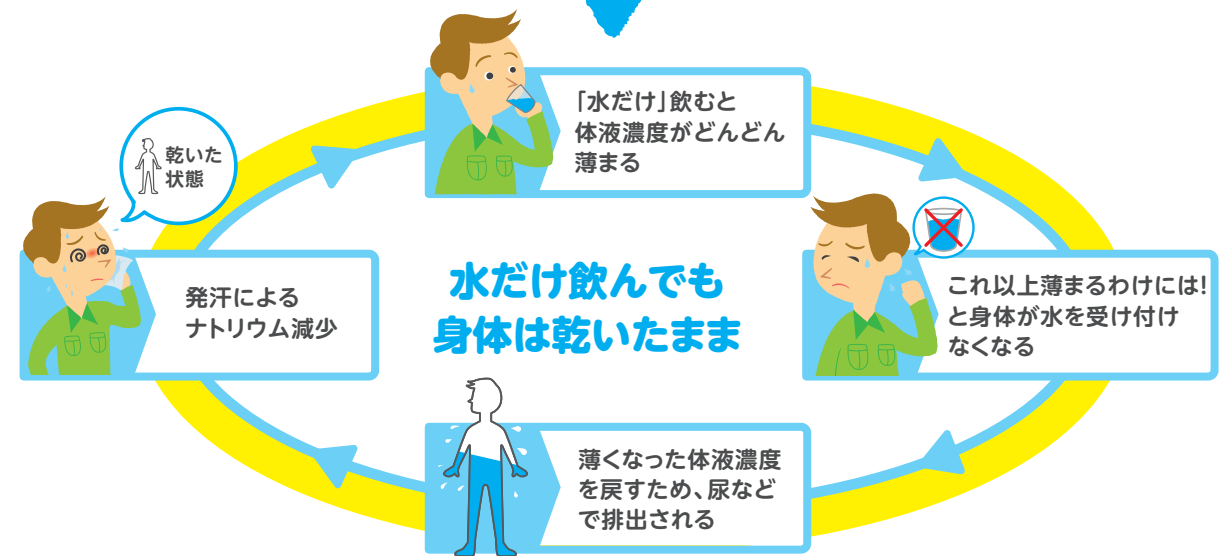 「水だけ」飲むと
体液濃度がどんどん
薄まる
乾いた
状態
発汗による
ナトリウム減少
水だけ飲んでも
身体は乾いたまま
これ以上薄まるわけには!
と身体が水を受け付け
なくなる
薄くなった体液濃度
を戻すため、尿など
で排出される